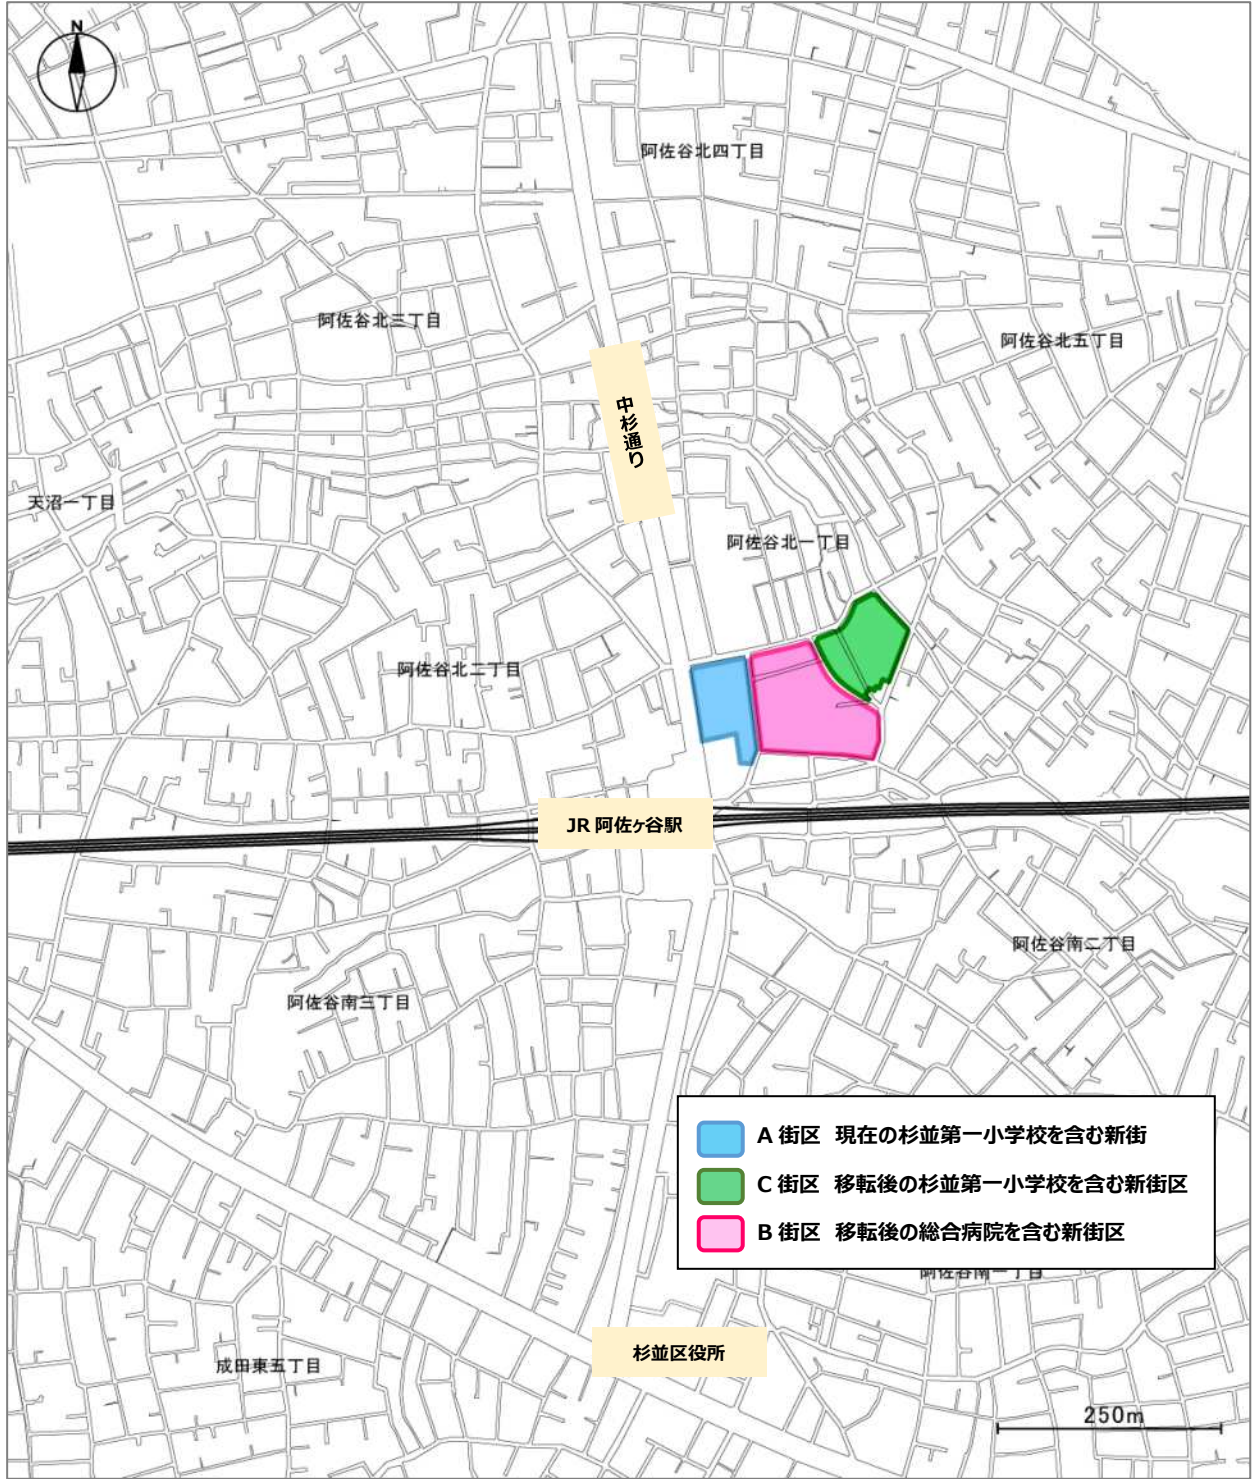 N
阿佐谷北四丁目
阿佐谷北三丁目
阿佐谷北五丁目
中杉通り
天沼一丁目
阿佐谷北一丁目
阿佐谷北二丁目
JR 阿佐ヶ谷駅
阿佐谷南二丁目
阿佐谷南三丁目
A 街区 現在の杉並第一小学校を含む新街
C 街区 移転後の杉並第一小学校を含む新街区
B 街区 移転後の総合病院を含む新街区
阿佐谷南一丁目
杉並区役所
成田東五丁目
250m